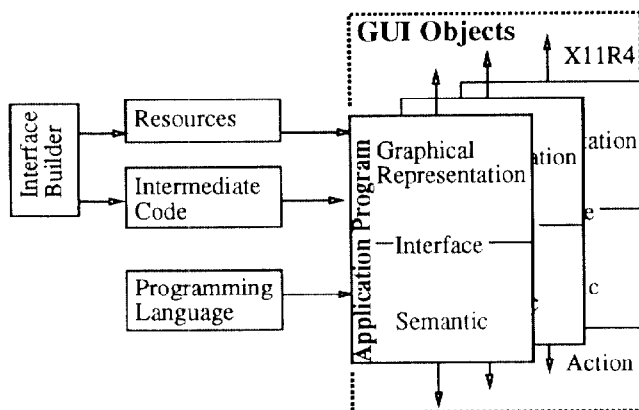 GUI Objects
X11R4
Resources
Interface
Builder
Intermediate
Code
Programming
Language
Application Program
Graphical
Representation
Interface
Semantic
ation
tation
e
c
Action